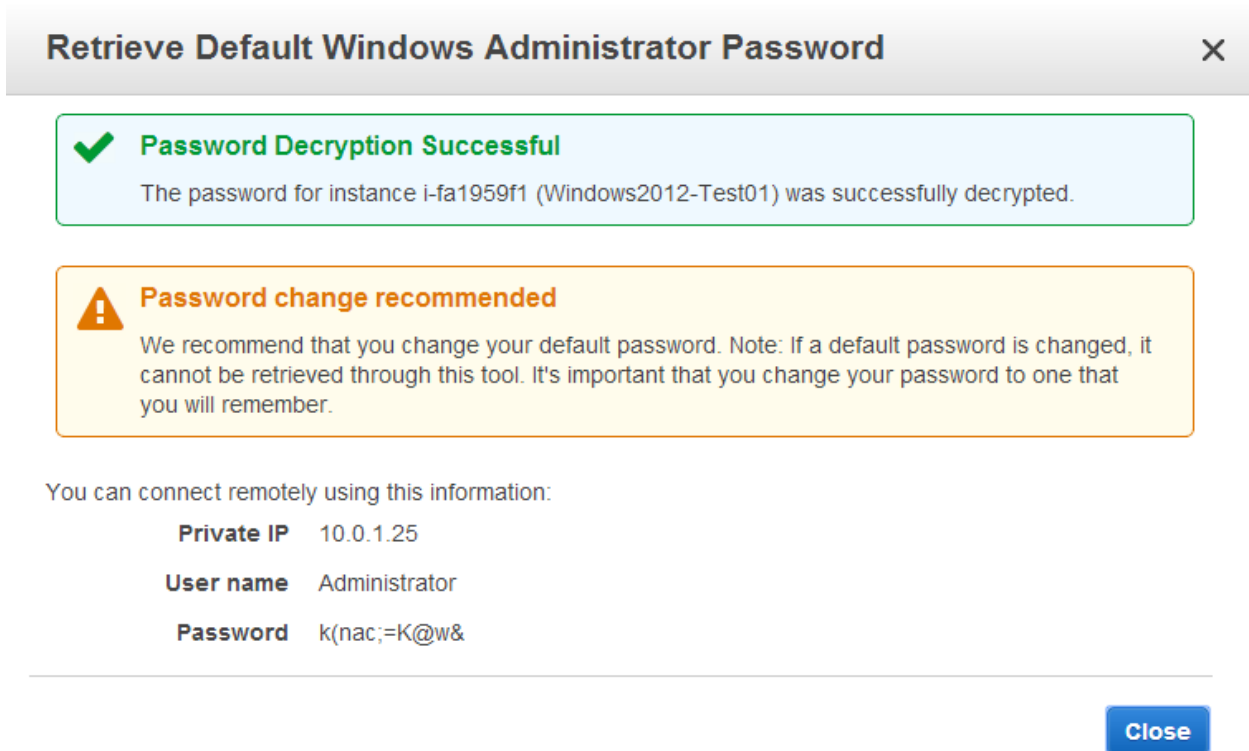 Retrieve Default Windows Administrator Password
Password Decryption Successful
The password for instance i-fa1959f1 (Windows2012-Test01) was successfully decrypted.
Password change recommended
We recommend that you change your default password. Note: If a default password is changed, it
cannot be retrieved through this tool. It's important that you change your password to one that
you will remember.
You can connect remotely using this information:
Private IP 10.0.1.25
User name Administrator
Password k(nac;=K@w&
Close